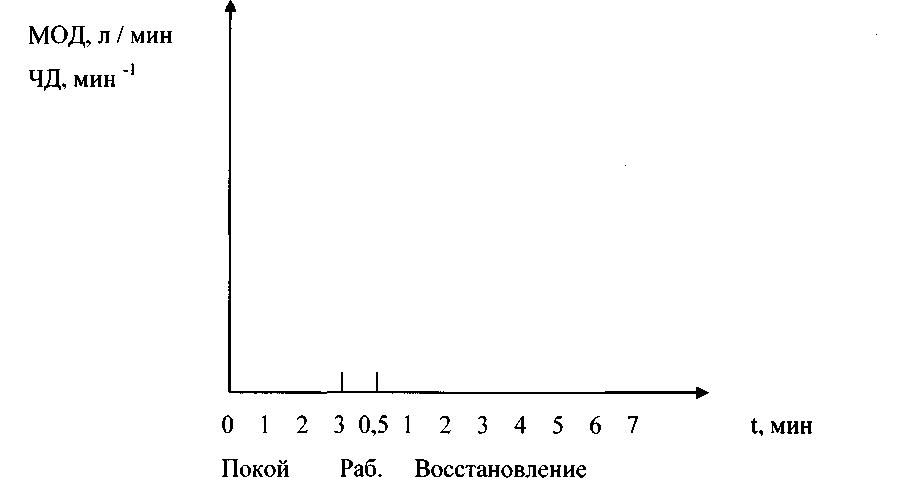 МОД, л / мин
ЧД, мин -1
0 1 2 3 0,5 1 2 3 4 5 6 7 t, мин
Покой Раб. Восстановление